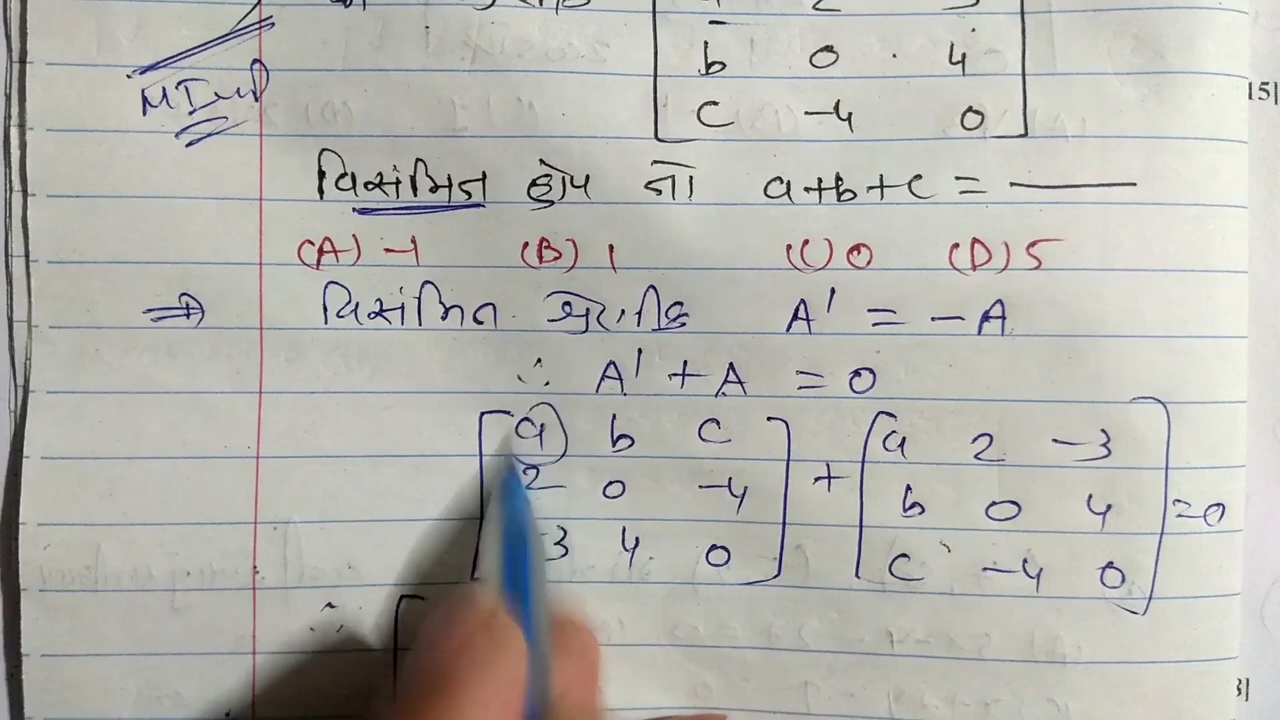 b 0 4
MImp
c -4 0
15]
વિસંમિત હોય તો a+b+c = ———
(A) -1 (B) 1 (C) 0 (D) 5
⇒ વિસંમિત શ્રેણિક A' = -A
∴ A' + A = 0
[a b c + [a 2 -3
2 0 -4 b 0 4 = 0
3 4 0] c -4 0]
∴ [
3]